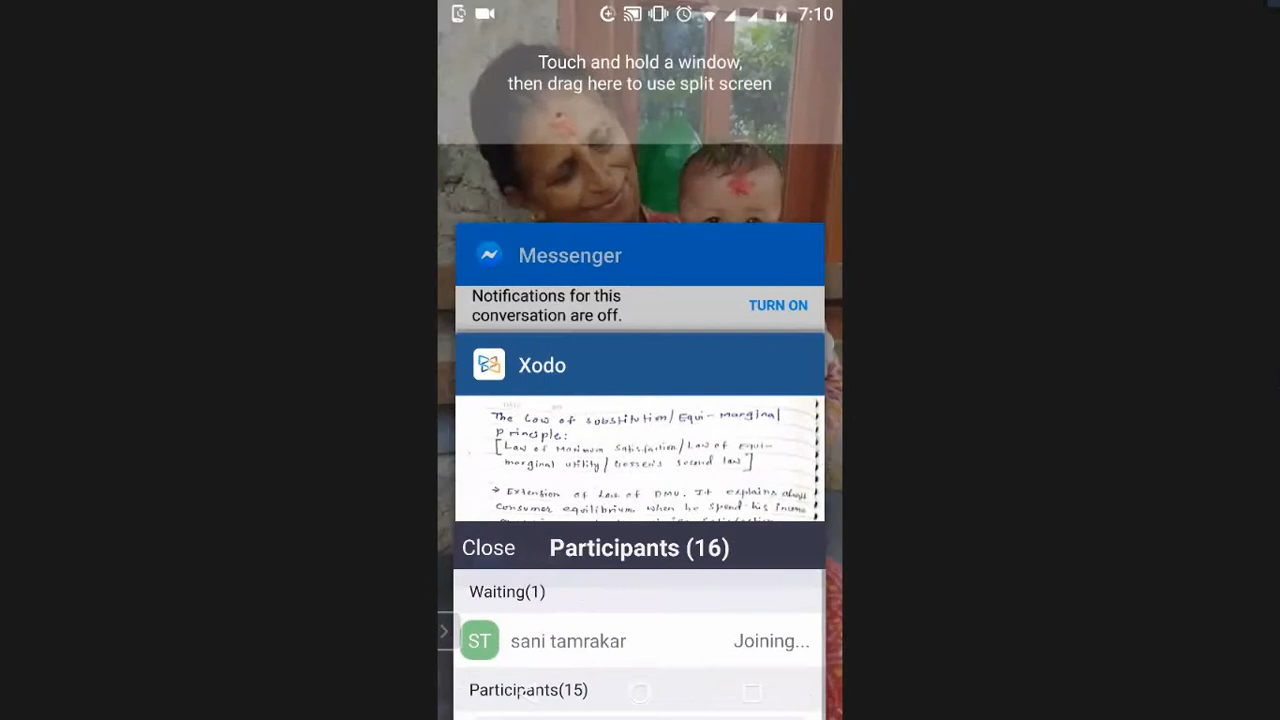 7:10
Touch and hold a window,
then drag here to use split screen
Messenger
Notifications for this
conversation are off.
TURN ON
Xodo
The Law of substitution/Equi-marginal
principle:
[Law of Maximum Satisfaction/Law of Equi-
marginal utility/Gossen's second law]
→ Extension of Law of DMU. It explains about
consumer equilibrium when he spend his income
Close
Participants (16)
Waiting(1)
ST
sani tamrakar
Joining...
Participants(15)